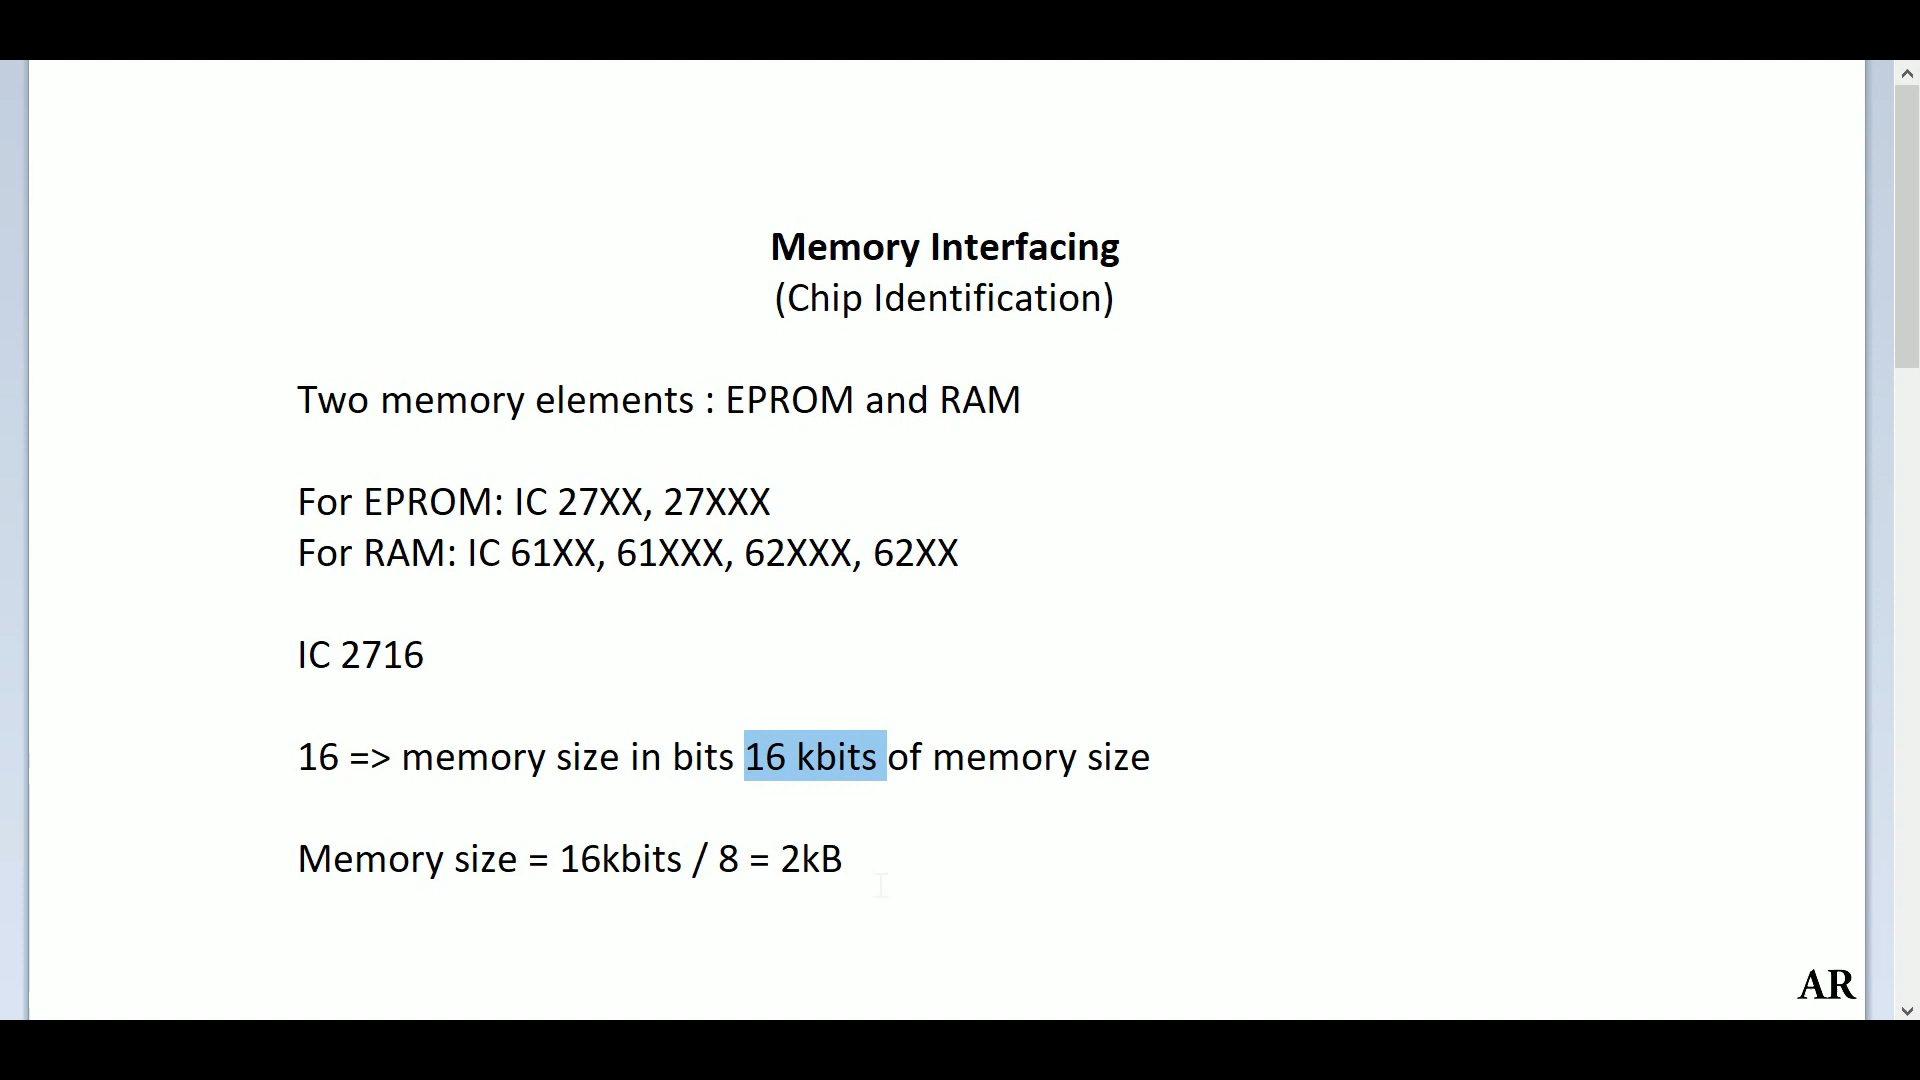 Memory Interfacing
(Chip Identification)
Two memory elements : EPROM and RAM
For EPROM: IC 27XX, 27XXX
For RAM: IC 61XX, 61XXX, 62XXX, 62XX
IC 2716
16 => memory size in bits 16 kbits of memory size
Memory size = 16kbits / 8 = 2kB
AR